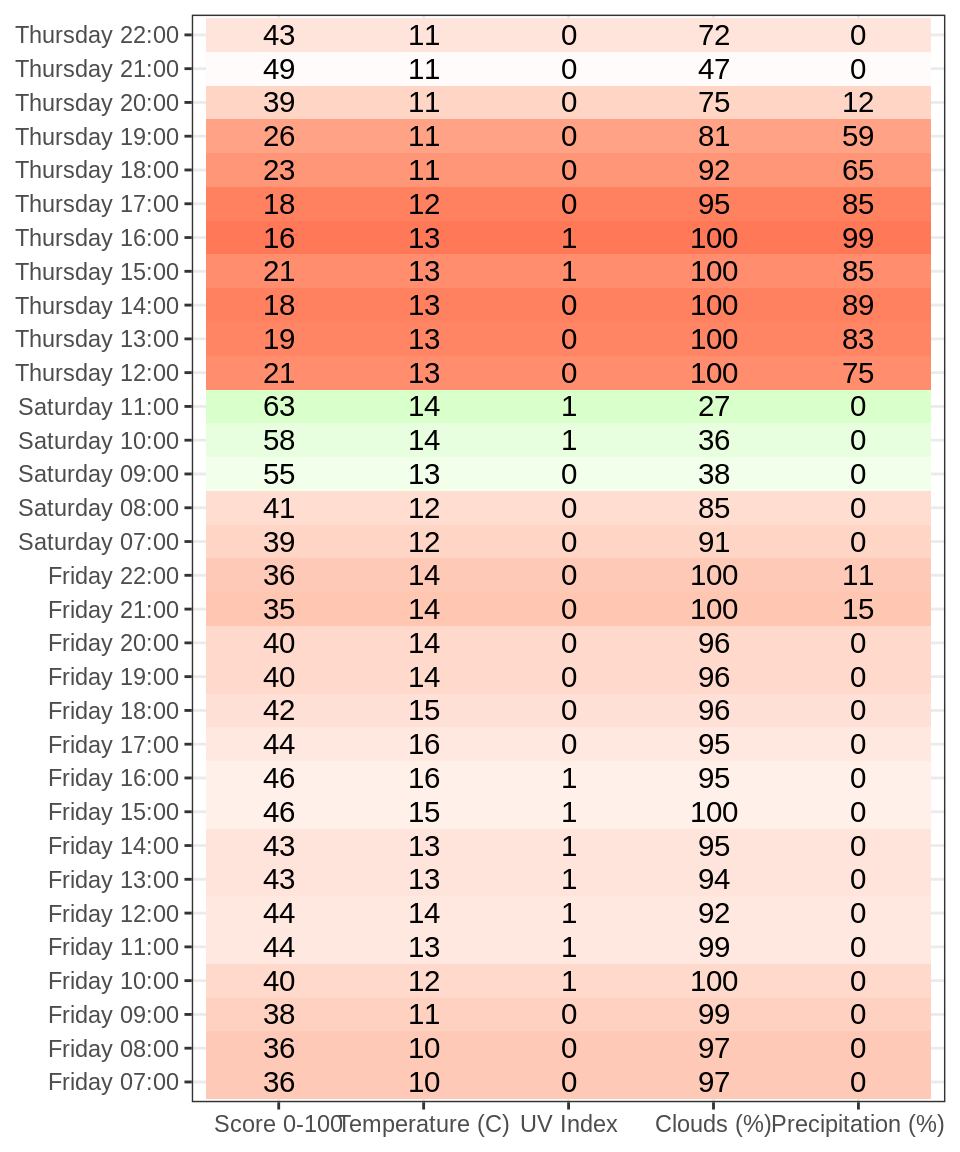 Thursday 22:00 43 11 0 72 0
Thursday 21:00 49 11 0 47 0
Thursday 20:00 39 11 0 75 12
Thursday 19:00 26 11 0 81 59
Thursday 18:00 23 11 0 92 65
Thursday 17:00 18 12 0 95 85
Thursday 16:00 16 13 1 100 99
Thursday 15:00 21 13 1 100 85
Thursday 14:00 18 13 0 100 89
Thursday 13:00 19 13 0 100 83
Thursday 12:00 21 13 0 100 75
Saturday 11:00 63 14 1 27 0
Saturday 10:00 58 14 1 36 0
Saturday 09:00 55 13 0 38 0
Saturday 08:00 41 12 0 85 0
Saturday 07:00 39 12 0 91 0
Friday 22:00 36 14 0 100 11
Friday 21:00 35 14 0 100 15
Friday 20:00 40 14 0 96 0
Friday 19:00 40 14 0 96 0
Friday 18:00 42 15 0 96 0
Friday 17:00 44 16 0 95 0
Friday 16:00 46 16 1 95 0
Friday 15:00 46 15 1 100 0
Friday 14:00 43 13 1 95 0
Friday 13:00 43 13 1 94 0
Friday 12:00 44 14 1 92 0
Friday 11:00 44 13 1 99 0
Friday 10:00 40 12 1 100 0
Friday 09:00 38 11 0 99 0
Friday 08:00 36 10 0 97 0
Friday 07:00 36 10 0 97 0
Score 0-100 Temperature (C) UV Index Clouds (%) Precipitation (%)